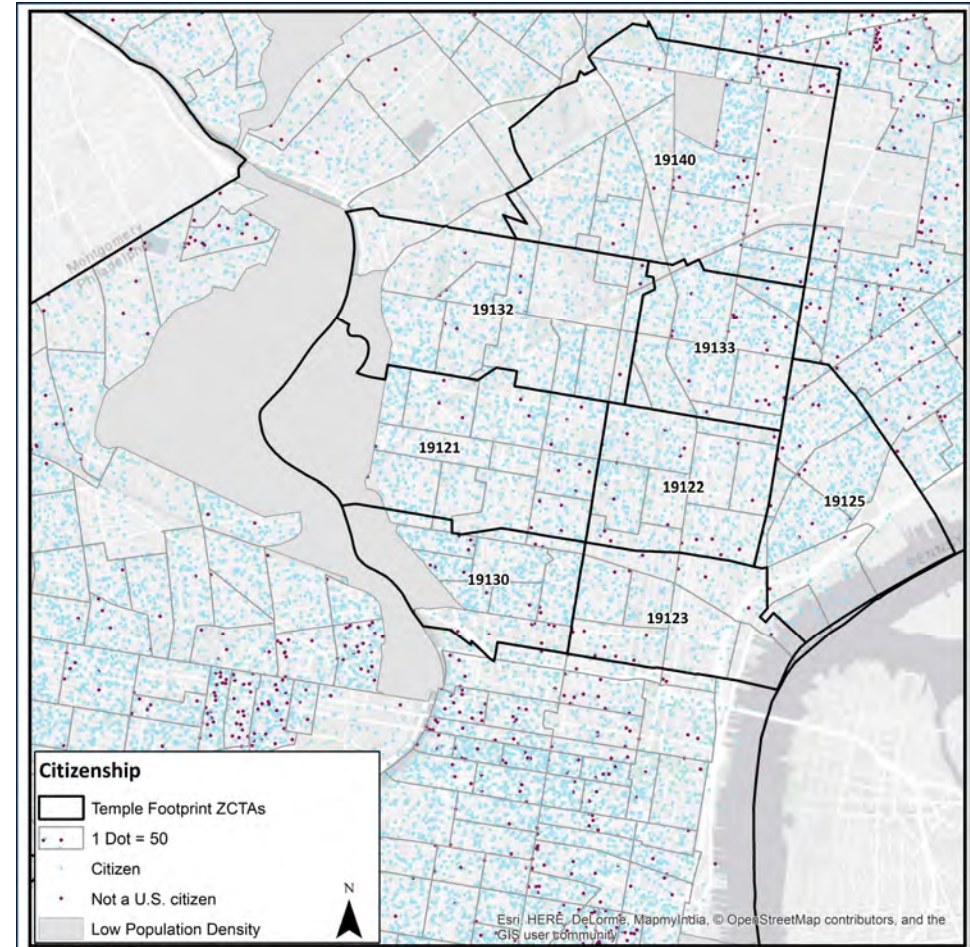 Montgomery
Philadelphia
19140
19132
19133
19121
19122
19125
19130
19123
Citizenship
Temple Footprint ZCTAs
1 Dot = 50
Citizen
Not a U.S. citizen
Low Population Density
N
Esri, HERE, DeLorme, MapmyIndia, © OpenStreetMap contributors, and the
GIS user community